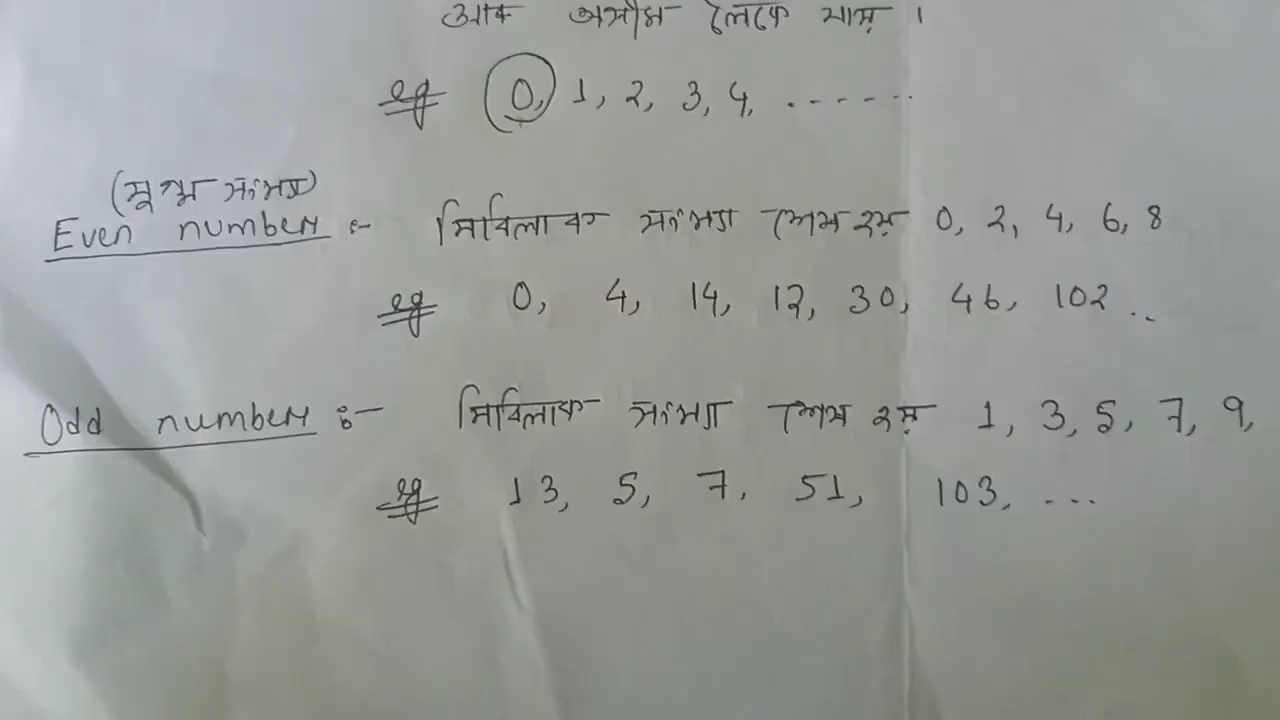 আৰু অসীমলৈকে যায় ।
eg 0, 1, 2, 3, 4, ......
(যুগ্ম সংখ্যা)
Even number :- যিবিলাক সংখ্যা শেষ হয় 0, 2, 4, 6, 8
eg 0, 4, 14, 12, 30, 46, 102 ..
Odd number :- যিবিলাক সংখ্যা শেষ হয় 1, 3, 5, 7, 9,
eg 13, 5, 7, 51, 103, ...